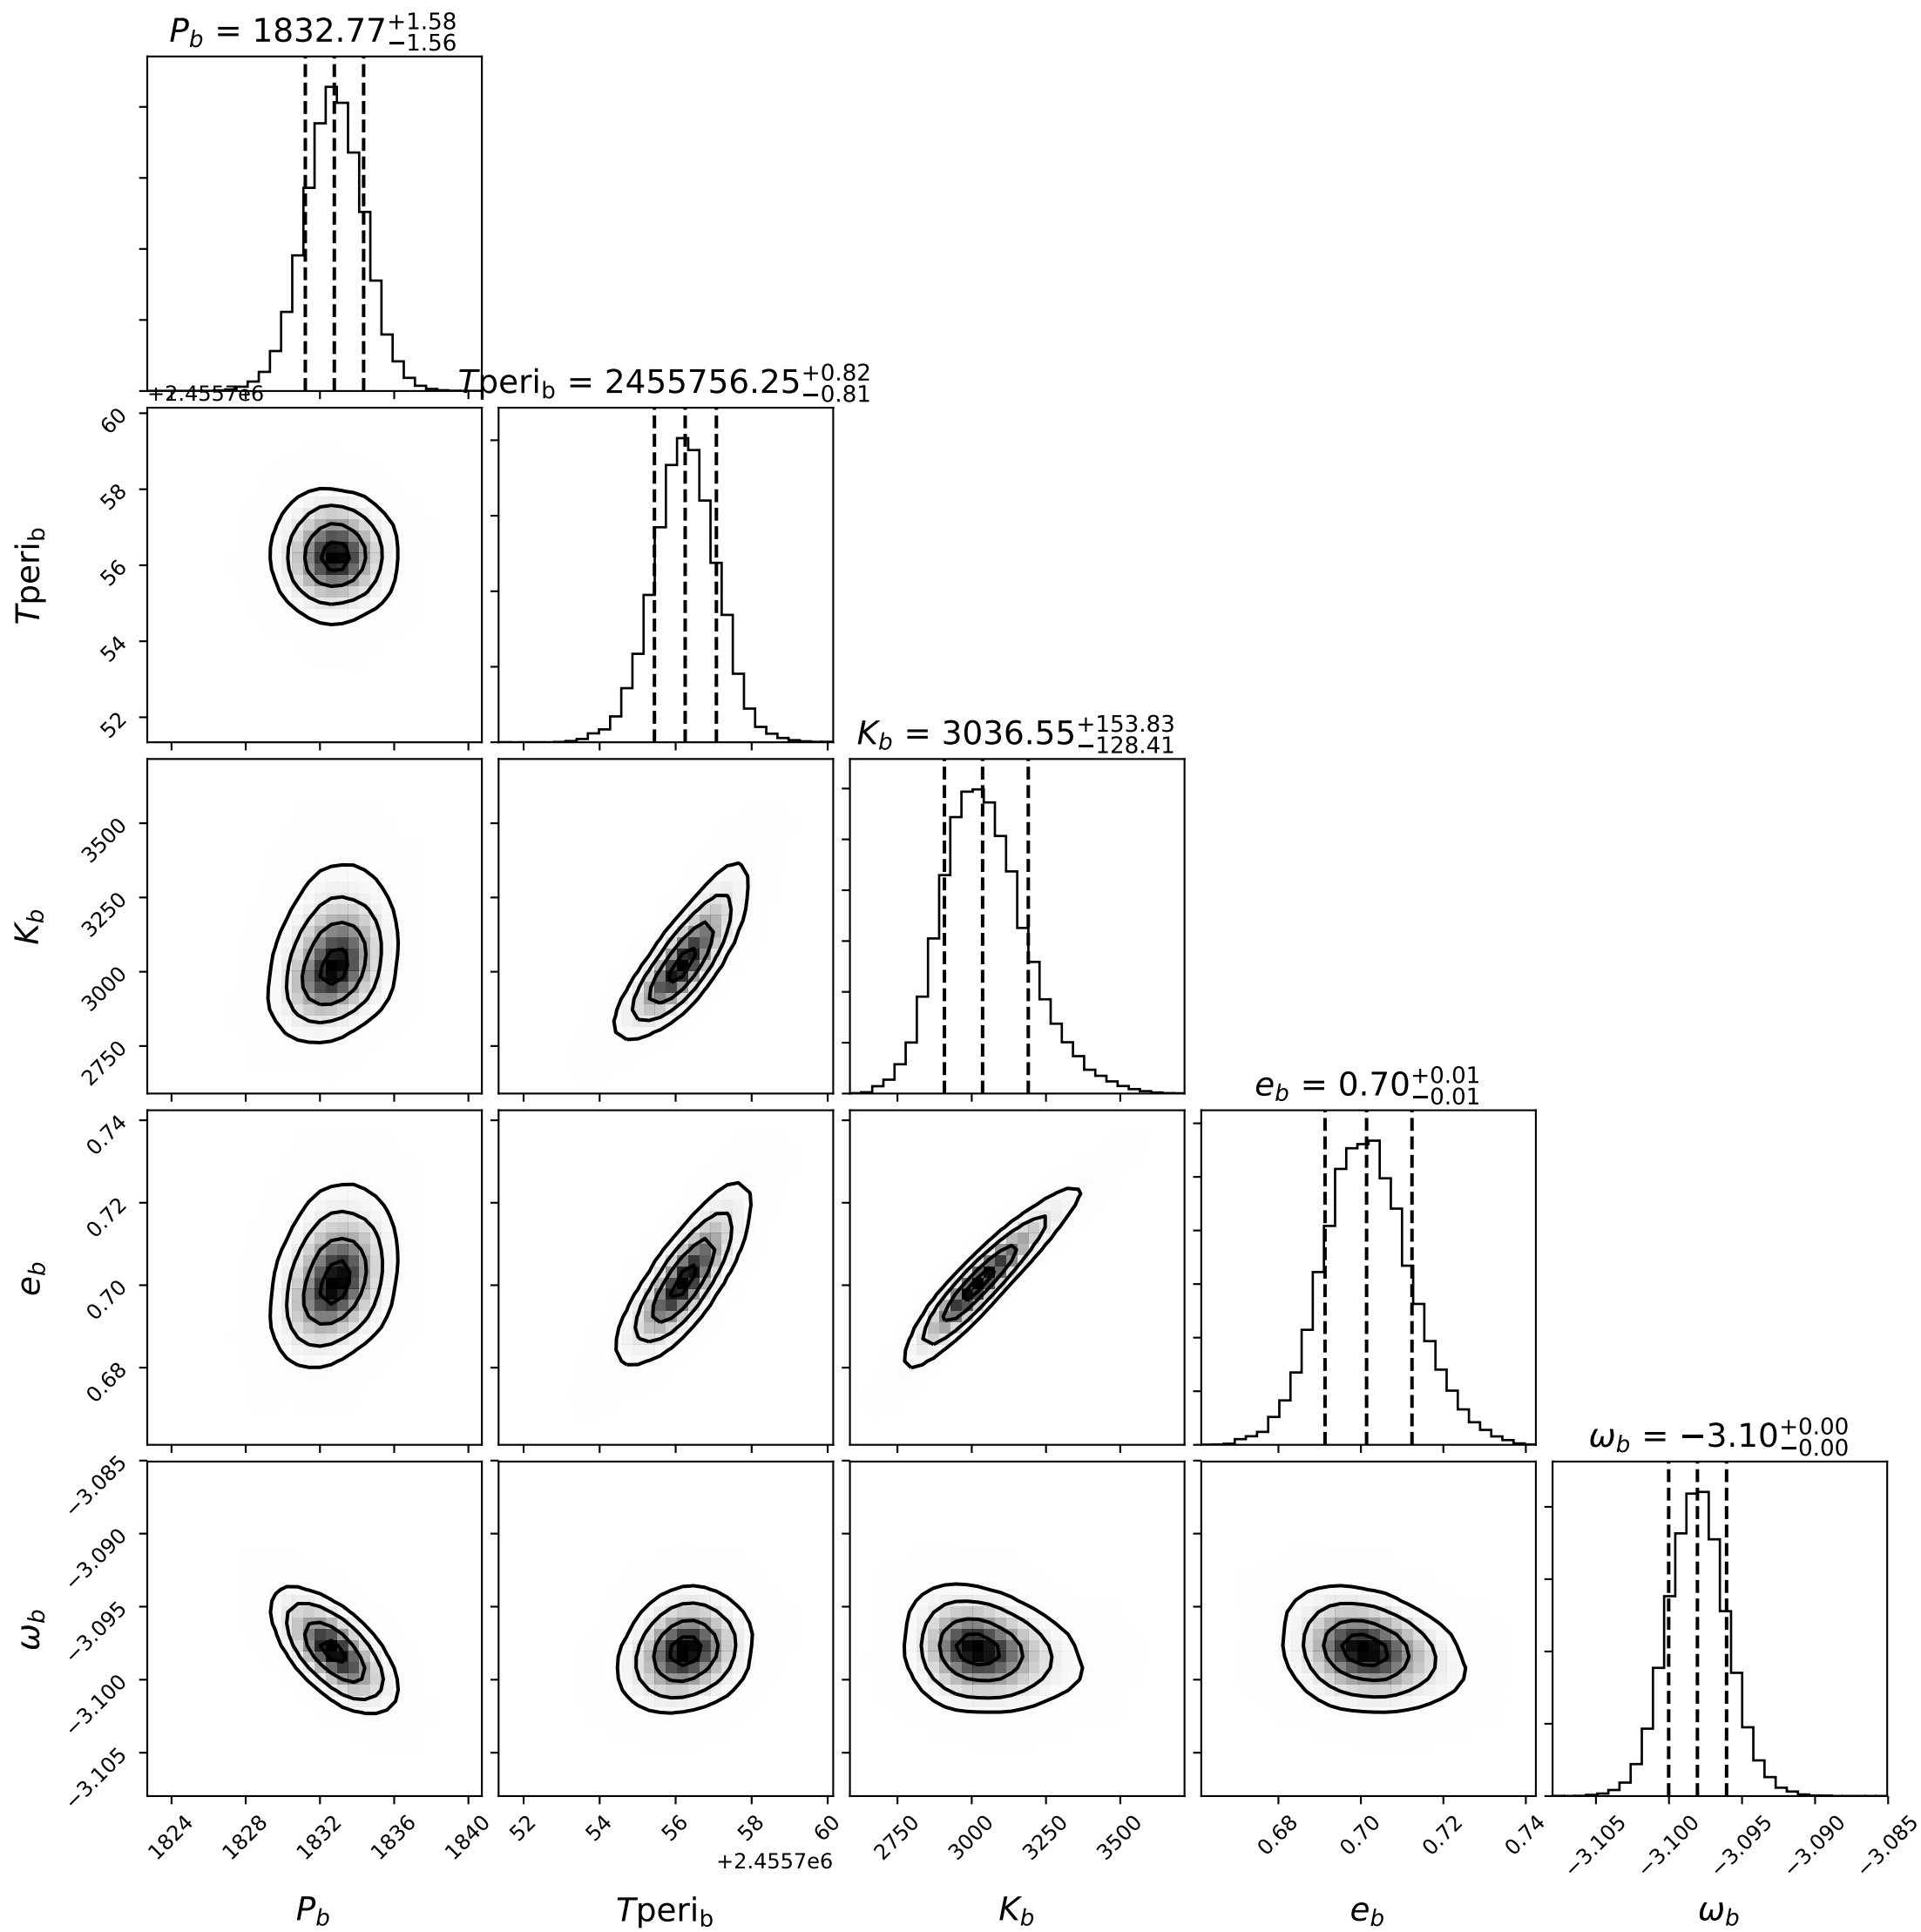 P_b = 1832.77^{+1.58}_{−1.56}
+2.4557e6
Tperi_b = 2455756.25^{+0.82}_{−0.81}
60
58
56
54
52
Tperi_b
K_b = 3036.55^{+153.83}_{−128.41}
3500
3250
3000
2750
K_b
e_b = 0.70^{+0.01}_{−0.01}
0.74
0.72
0.70
0.68
e_b
ω_b = −3.10^{+0.00}_{−0.00}
−3.085
−3.090
−3.095
−3.100
−3.105
ω_b
1824 1828 1832 1836 1840
52 54 56 58 60
+2.4557e6
2750 3000 3250 3500
0.68 0.70 0.72 0.74
−3.105 −3.100 −3.095 −3.090 −3.085
P_b Tperi_b K_b e_b ω_b